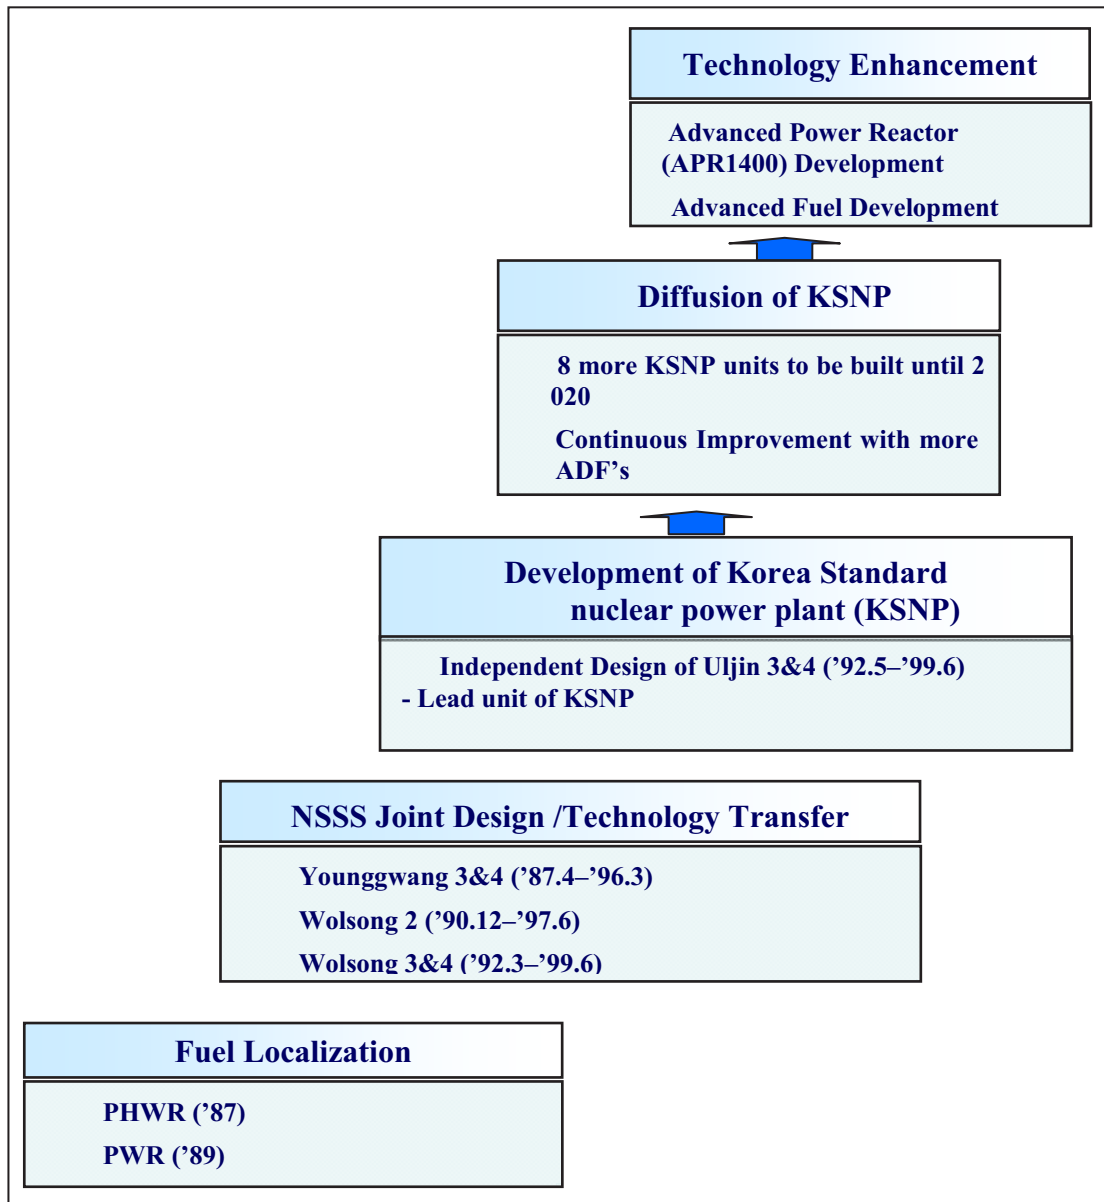 Technology Enhancement
Advanced Power Reactor
(APR1400) Development
Advanced Fuel Development
Diffusion of KSNP
8 more KSNP units to be built until 2
020
Continuous Improvement with more
ADF’s
Development of Korea Standard
nuclear power plant (KSNP)
Independent Design of Uljin 3&4 (’92.5–’99.6)
- Lead unit of KSNP
NSSS Joint Design /Technology Transfer
Younggwang 3&4 (’87.4–’96.3)
Wolsong 2 (’90.12–’97.6)
Wolsong 3&4 (’92.3–’99.6)
Fuel Localization
PHWR (’87)
PWR (’89)